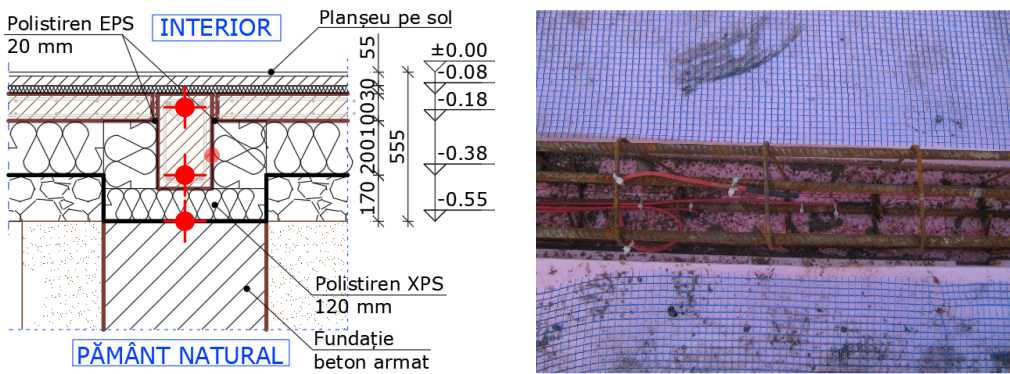 Polistiren EPS
20 mm
INTERIOR
Planșeu pe sol
55
30
100
200
170
555
±0.00
-0.08
-0.18
-0.38
-0.55
Polistiren XPS
120 mm
Fundație
beton armat
PĂMÂNT NATURAL